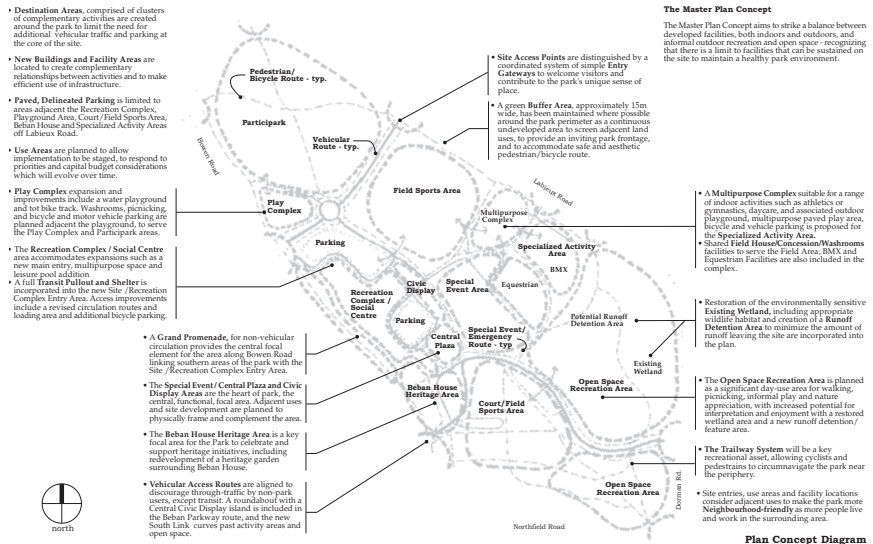 • Destination Areas, comprised of clusters
of complementary activities are created
around the park to limit the need for
additional vehicular traffic and parking at
the core of the site.
• New Buildings and Facility Areas are
located to create complementary
relationships between activities and to make
efficient use of infrastructure.
• Paved, Delineated Parking is limited to
areas adjacent the Recreation Complex,
Playground Area, Court/Field Sports Area,
Beban House and Specialized Activity Areas
off Labieux Road.
• Use Areas are planned to allow
implementation to be staged, to respond to
priorities and capital budget considerations
which will evolve over time.
• Play Complex expansion and
improvements include a water playground
and tot bike track. Washrooms, picnicking,
and bicycle and motor vehicle parking are
planned adjacent the playground, to serve
the Play Complex and Participark areas.
• The Recreation Complex / Social Centre
area accommodates expansions such as a
new main entry, multipurpose space and
leisure pool addition
• A full Transit Pullout and Shelter is
incorporated into the new Site /Recreation
Complex Entry Area. Access improvements
include a revised circulation routes and
loading area and additional bicycle parking.
• A Grand Promenade, for non-vehicular
circulation provides the central focal
element for the area along Bowen Road
linking southern areas of the park with the
Site /Recreation Complex Entry Area.
• The Special Event / Central Plaza and Civic
Display Areas are the heart of park, the
central, functional, focal area. Adjacent uses
and site development are planned to
physically frame and complement the area.
• The Beban House Heritage Area is a key
focal area for the Park to celebrate and
support heritage initiatives, including
redevelopment of a heritage garden
surrounding Beban House.
• Vehicular Access Routes are aligned to
discourage through-traffic by non-park
users, except transit. A roundabout with a
Central Civic Display island is included in
the Beban Parkway route, and the new
South Link curves past activity areas and
open space.
north
Pedestrian/
Bicycle Route - typ.
Participark
Bowen Road
Vehicular
Route - typ.
Play
Complex
Field Sports Area
Labieux Road
Multipurpose
Complex
Parking
Specialized Activity
Area
BMX
Equestrian
Civic
Display
Special
Event Area
Recreation
Complex /
Social
Centre
Parking
Central
Plaza
Special Event/
Emergency
Route - typ
Potential Runoff
Detention Area
Existing
Wetland
Beban House
Heritage Area
Court/Field
Sports Area
Open Space
Recreation Area
Open Space
Recreation Area
Dorman Rd.
Northfield Road
• Site Access Points are distinguished by a
coordinated system of simple Entry
Gateways to welcome visitors and
contribute to the park's unique sense of
place.
• A green Buffer Area, approximately 15m
wide, has been maintained where possible
around the park perimeter as a continuous
undeveloped area to screen adjacent land
uses, to provide an inviting park frontage,
and to accommodate safe and aesthetic
pedestrian/bicycle route.
The Master Plan Concept
The Master Plan Concept aims to strike a balance between
developed facilities, both indoors and outdoors, and
informal outdoor recreation and open space - recognizing
that there is a limit to facilities that can be sustained on
the site to maintain a healthy park environment.
• A Multipurpose Complex suitable for a range
of indoor activities such as athletics or
gymnastics, daycare, and associated outdoor
playground, multipurpose paved play area,
bicycle and vehicle parking is proposed for
the Specialized Activity Area.
• Shared Field House/Concession/Washrooms
facilities to serve the Field Area, BMX and
Equestrian Facilities are also included in the
complex.
• Restoration of the environmentally sensitive
Existing Wetland, including appropriate
wildlife habitat and creation of a Runoff
Detention Area to minimize the amount of
runoff leaving the site are incorporated into
the plan.
• The Open Space Recreation Area is planned
as a significant day-use area for walking,
picnicking, informal play and nature
appreciation, with increased potential for
interpretation and enjoyment with a restored
wetland area and a new runoff detention/
feature area.
• The Trailway System will be a key
recreational asset, allowing cyclists and
pedestrains to circumnavigate the park near
the periphery.
• Site entries, use areas and facility locations
consider adjacent uses to make the park more
Neighbourhood-friendly as more people live
and work in the surrounding area.
Plan Concept Diagram